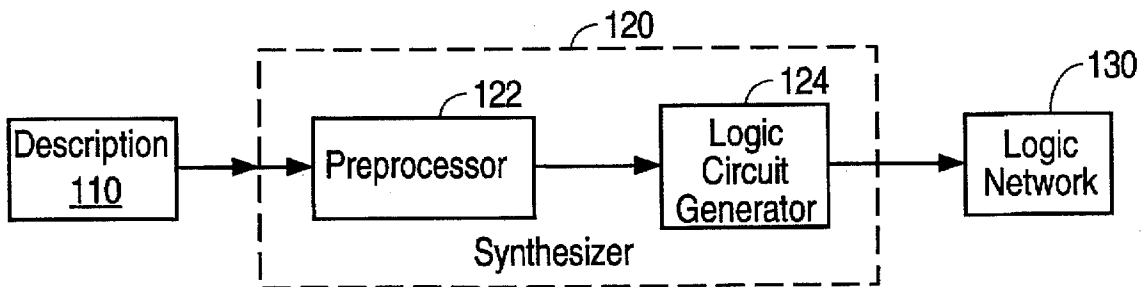 120
122
124
130
Description
110
Preprocessor
Logic
Circuit
Generator
Logic
Network
Synthesizer